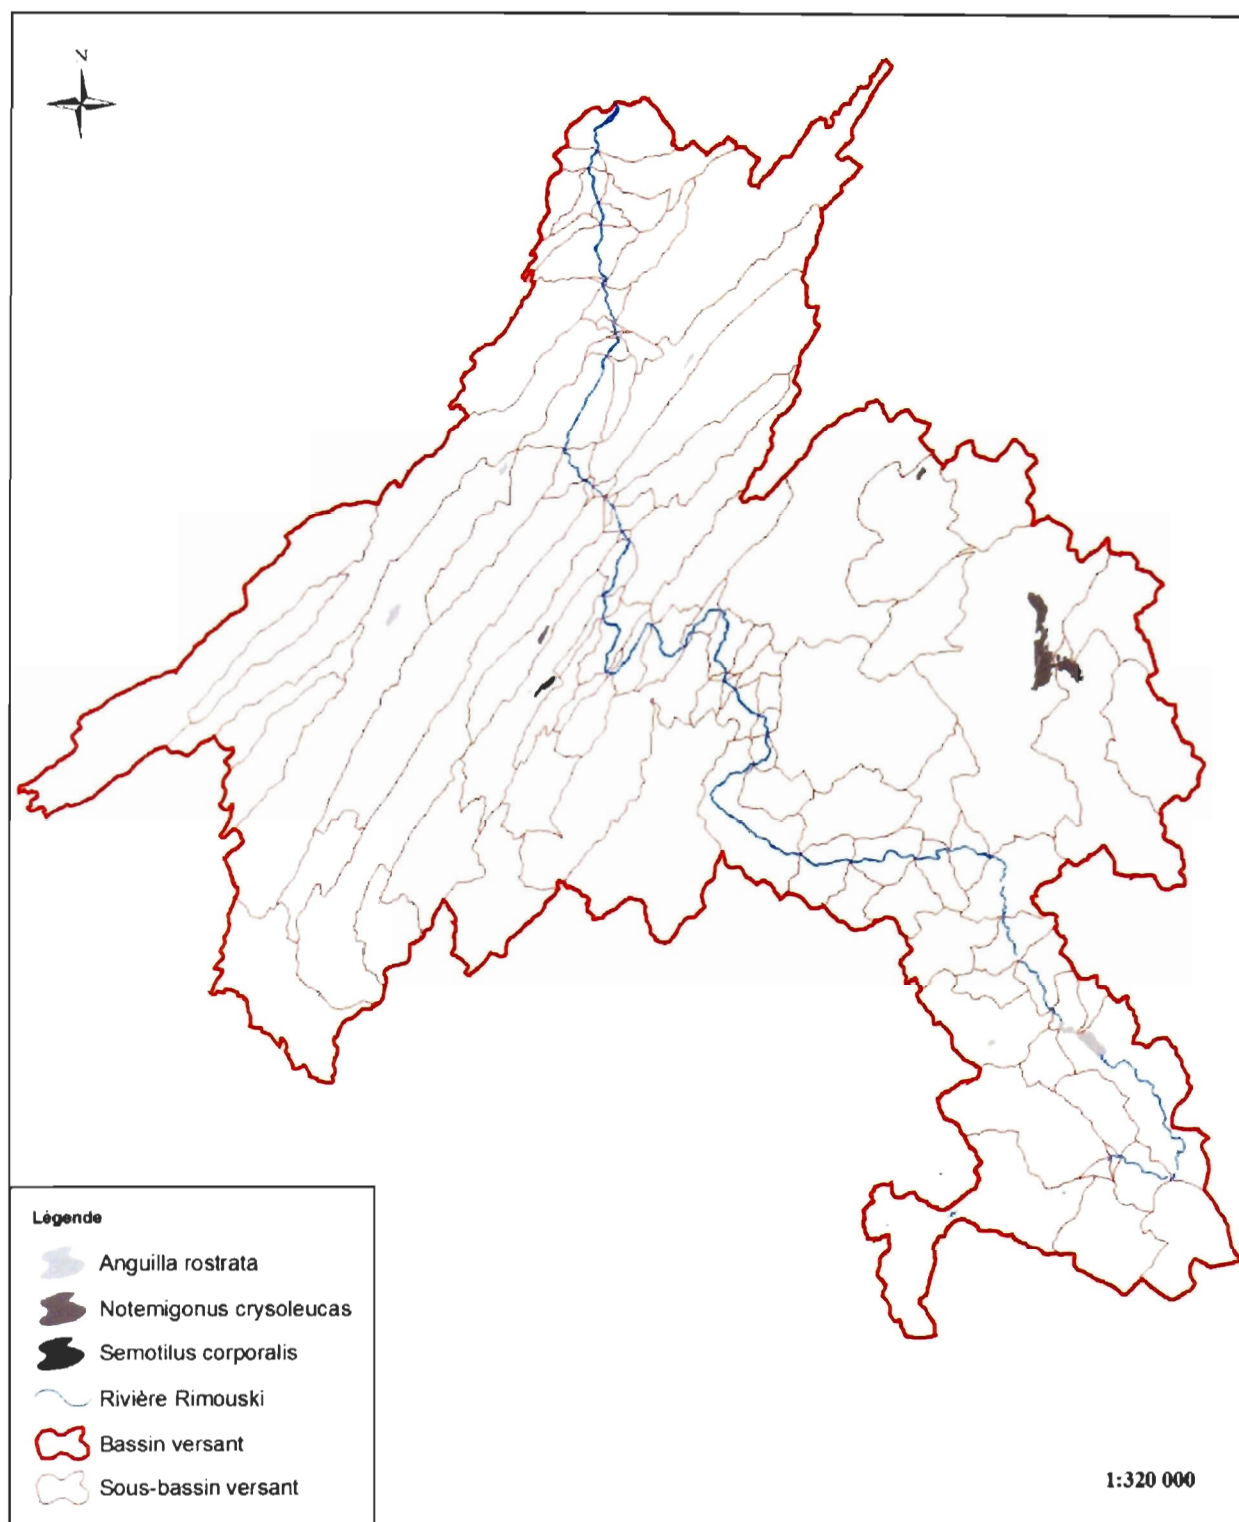 N
Légende
Anguilla rostrata
Notemigonus crysoleucas
Semotilus corporalis
Rivière Rimouski
Bassin versant
Sous-bassin versant
1:320 000